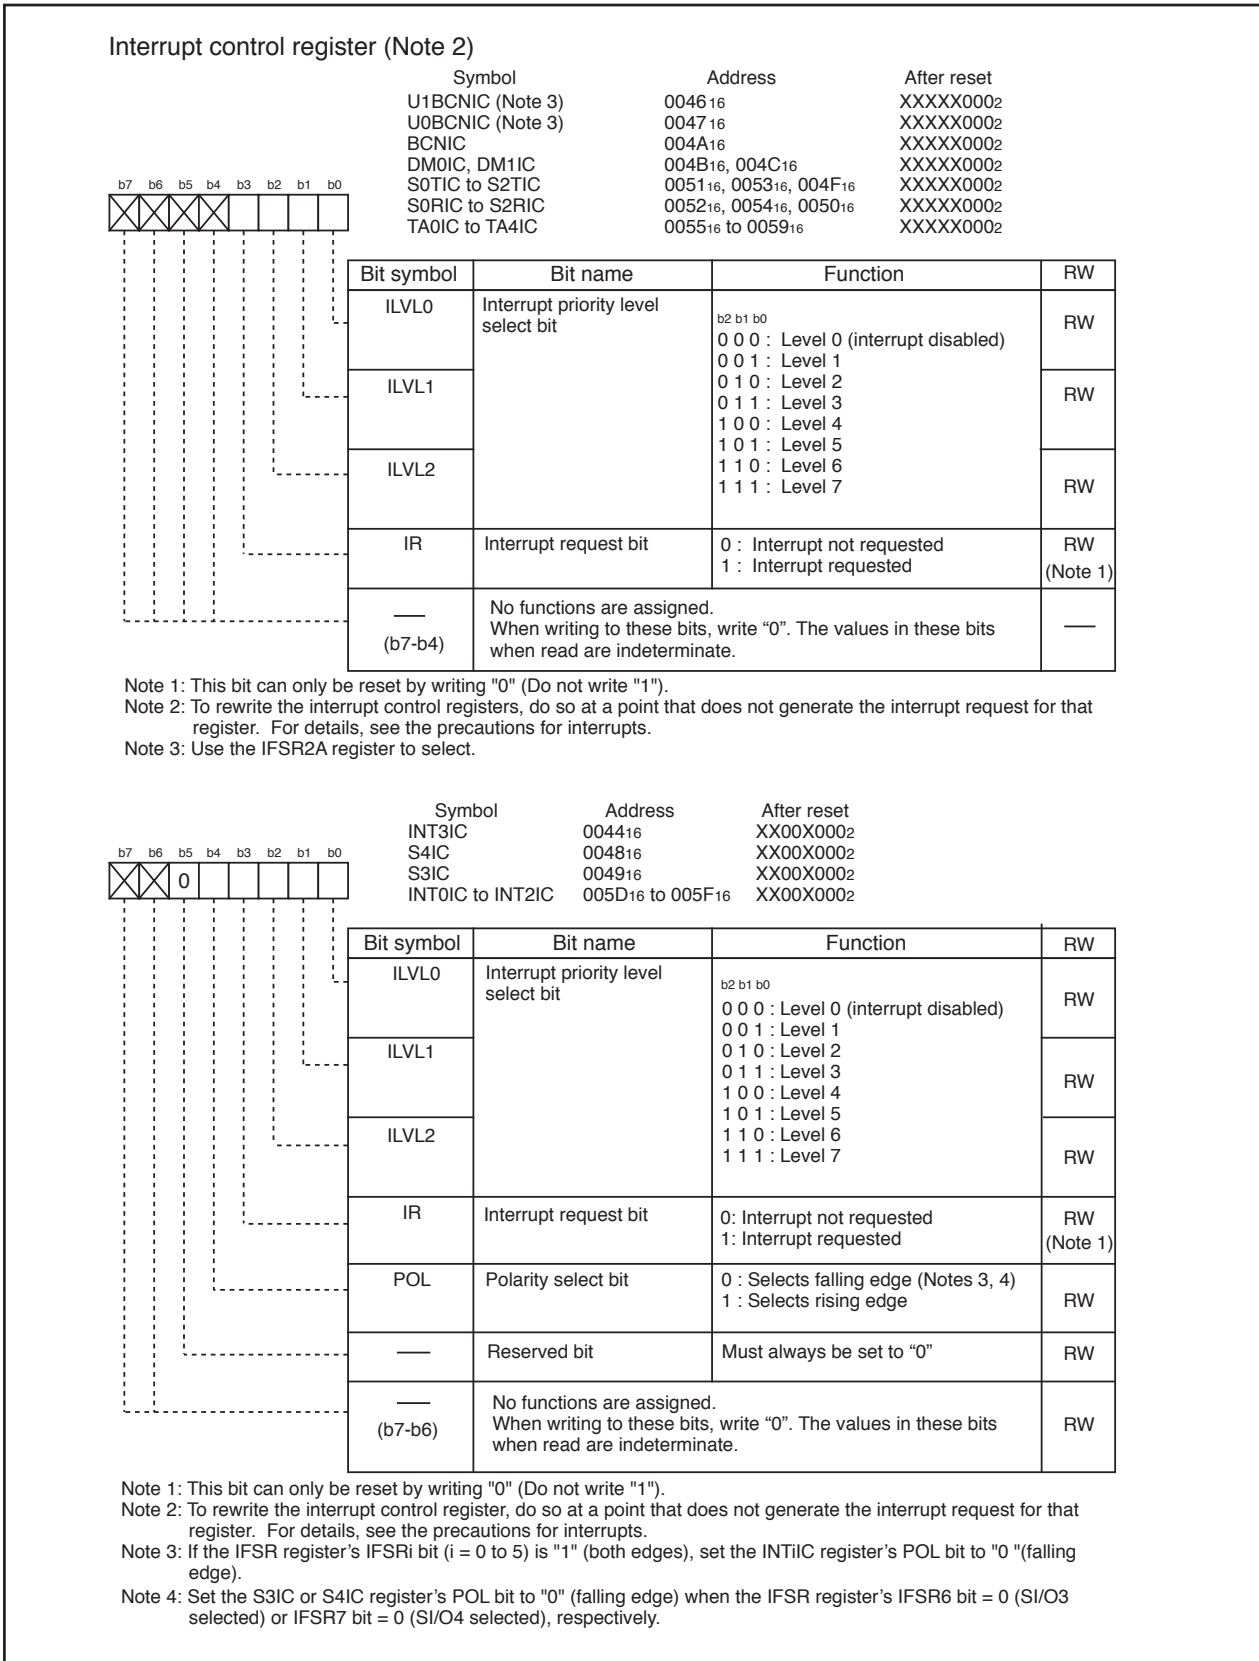 Interrupt control register (Note 2)
Symbol Address After reset
U1BCNIC (Note 3) 004616 XXXXX0002
U0BCNIC (Note 3) 004716 XXXXX0002
BCNIC 004A16 XXXXX0002
DM0IC, DM1IC 004B16, 004C16 XXXXX0002
S0TIC to S2TIC 005116, 005316, 004F16 XXXXX0002
S0RIC to S2RIC 005216, 005416, 005016 XXXXX0002
TA0IC to TA4IC 005516 to 005916 XXXXX0002
b7 b6 b5 b4 b3 b2 b1 b0
Bit symbol Bit name Function RW
ILVL0 Interrupt priority level
select bit
b2 b1 b0
RW
0 0 0 : Level 0 (interrupt disabled)
0 0 1 : Level 1
ILVL1 0 1 0 : Level 2
RW
0 1 1 : Level 3
1 0 0 : Level 4
1 0 1 : Level 5
ILVL2 1 1 0 : Level 6
1 1 1 : Level 7 RW
IR Interrupt request bit 0 : Interrupt not requested RW
1 : Interrupt requested (Note 1)
No functions are assigned.
When writing to these bits, write “0”. The values in these bits —
(b7-b4) when read are indeterminate.
Note 1: This bit can only be reset by writing "0" (Do not write "1").
Note 2: To rewrite the interrupt control registers, do so at a point that does not generate the interrupt request for that
register. For details, see the precautions for interrupts.
Note 3: Use the IFSR2A register to select.
Symbol Address After reset
INT3IC 004416 XX00X0002
S4IC 004816 XX00X0002
S3IC 004916 XX00X0002
INT0IC to INT2IC 005D16 to 005F16 XX00X0002
b7 b6 b5 b4 b3 b2 b1 b0
0
Bit symbol Bit name Function RW
ILVL0 Interrupt priority level
select bit
b2 b1 b0
RW
0 0 0 : Level 0 (interrupt disabled)
0 0 1 : Level 1
ILVL1 0 1 0 : Level 2
0 1 1 : Level 3
RW
1 0 0 : Level 4
1 0 1 : Level 5
ILVL2 1 1 0 : Level 6
1 1 1 : Level 7 RW
IR Interrupt request bit 0: Interrupt not requested RW
1: Interrupt requested (Note 1)
POL Polarity select bit 0 : Selects falling edge (Notes 3, 4)
1 : Selects rising edge RW
— Reserved bit Must always be set to “0” RW
— No functions are assigned.
(b7-b6) When writing to these bits, write “0”. The values in these bits RW
when read are indeterminate.
Note 1: This bit can only be reset by writing "0" (Do not write "1").
Note 2: To rewrite the interrupt control register, do so at a point that does not generate the interrupt request for that
register. For details, see the precautions for interrupts.
Note 3: If the IFSR register’s IFSRi bit (i = 0 to 5) is "1" (both edges), set the INTiIC register’s POL bit to "0 "(falling
edge).
Note 4: Set the S3IC or S4IC register’s POL bit to "0" (falling edge) when the IFSR register’s IFSR6 bit = 0 (SI/O3
selected) or IFSR7 bit = 0 (SI/O4 selected), respectively.